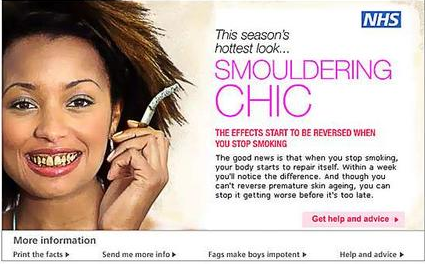 NHS
This season's
hottest look...
SMOULDERING
CHIC
THE EFFECTS START TO BE REVERSED WHEN
YOU STOP SMOKING
The good news is that when you stop smoking,
your body starts to repair itself. Within a week
you'll notice the difference. And though you
can't reverse premature skin ageing, you can
stop it getting worse before it's too late.
Get help and advice
More information
Print the facts
Send me more info
Fags make boys impotent
Help and advice